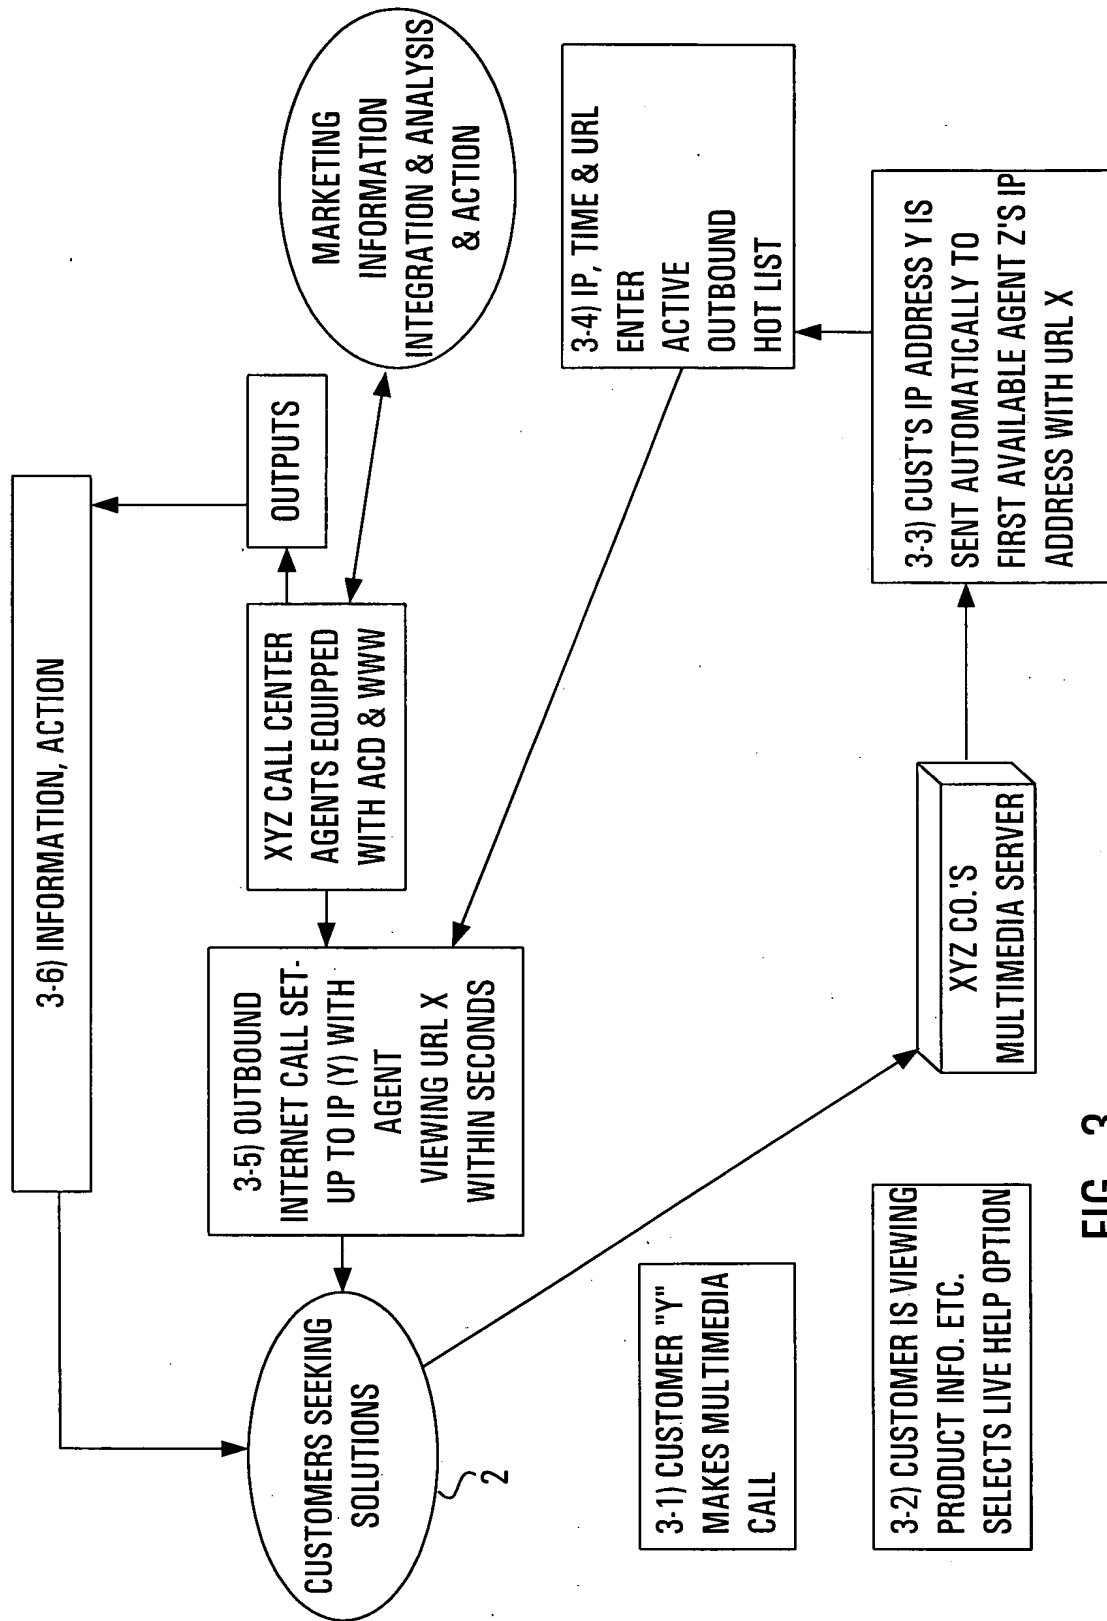 3-6) INFORMATION, ACTION
CUSTOMERS SEEKING
SOLUTIONS
2
3-5) OUTBOUND
INTERNET CALL SET-
UP TO IP (Y) WITH
AGENT
VIEWING URL X
WITHIN SECONDS
XYZ CALL CENTER
AGENTS EQUIPPED
WITH ACD & WWW
OUTPUTS
MARKETING
INFORMATION
INTEGRATION & ANALYSIS
& ACTION
3-1) CUSTOMER "Y"
MAKES MULTIMEDIA
CALL
3-4) IP, TIME & URL
ENTER
ACTIVE
OUTBOUND
HOT LIST
3-2) CUSTOMER IS VIEWING
PRODUCT INFO. ETC.
SELECTS LIVE HELP OPTION
XYZ CO.'S
MULTIMEDIA SERVER
3-3) CUST'S IP ADDRESS Y IS
SENT AUTOMATICALLY TO
FIRST AVAILABLE AGENT Z'S IP
ADDRESS WITH URL X
FIG. 3